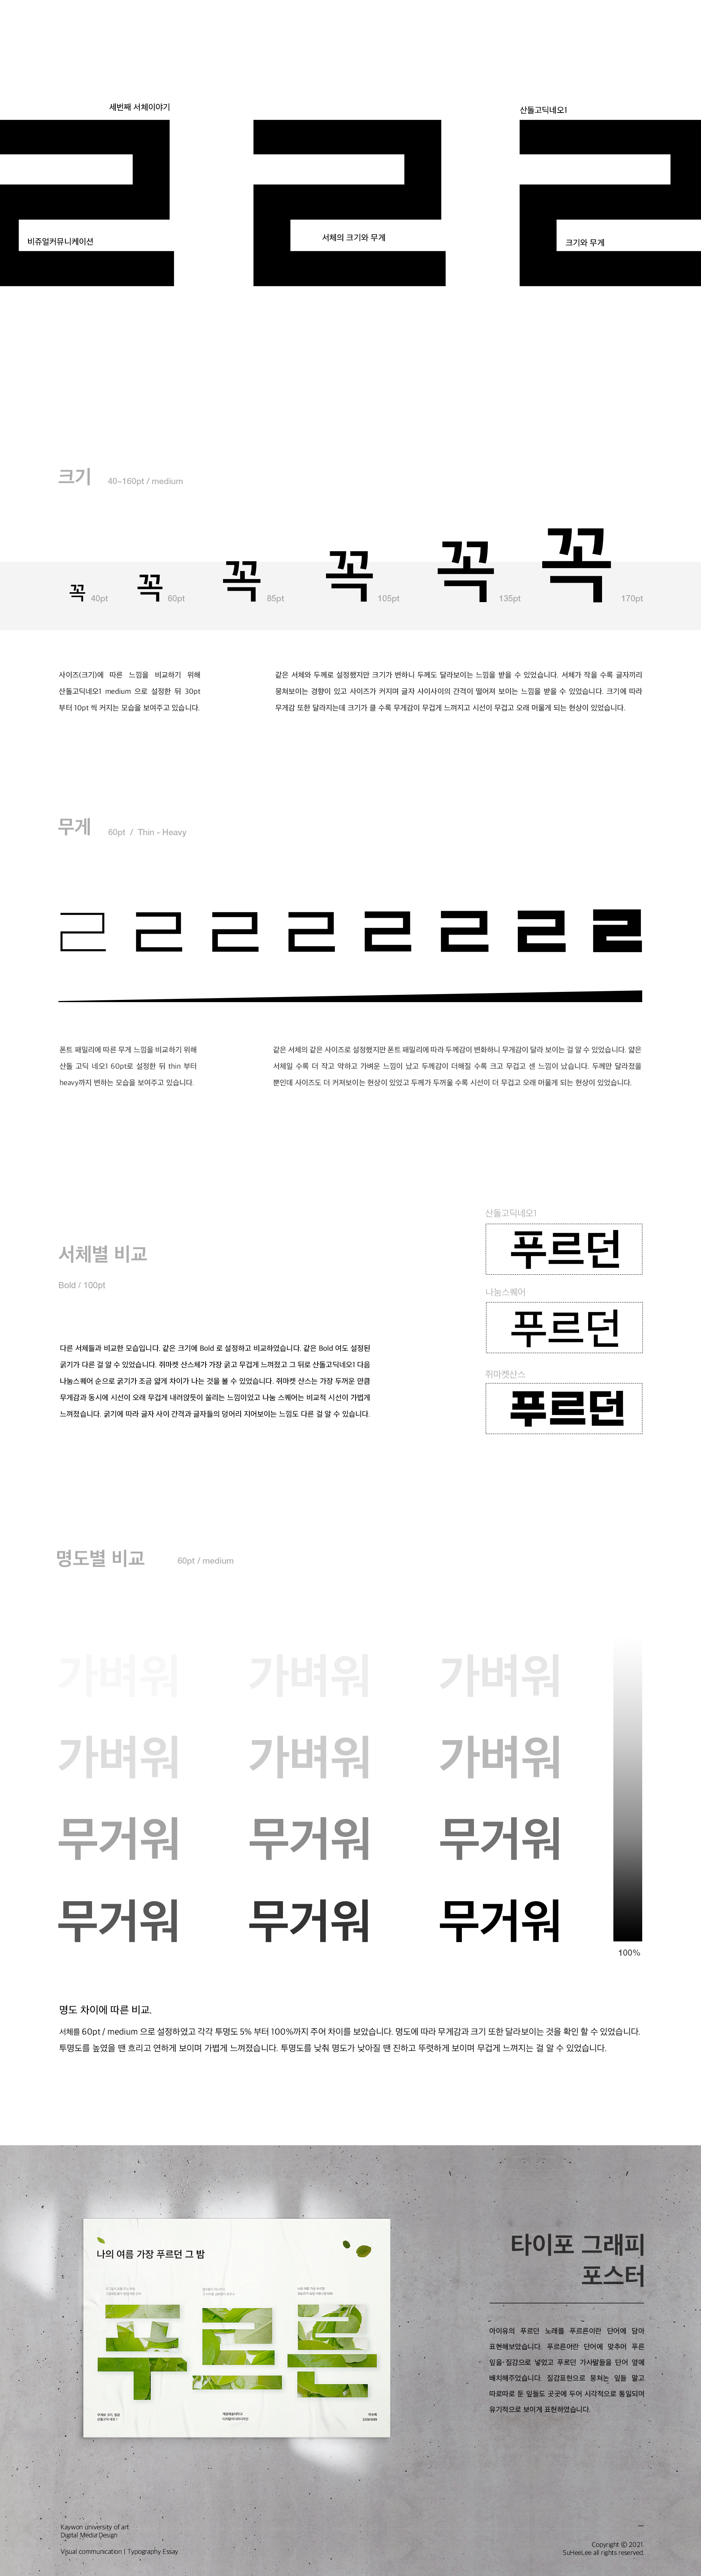 세번째 서체이야기
산돌고딕네오1
ㄹ ㄹ ㄹ
비쥬얼커뮤니케이션
서체의 크기와 무게
크기와 무게
크기
40~160pt / medium
꼭 40pt
꼭 60pt
꼭 85pt
꼭 105pt
꼭 135pt
꼭 170pt
사이즈(크기)에 따른 느낌을 비교하기 위해
산돌고딕네오1 medium 으로 설정한 뒤 30pt
부터 10pt 씩 커지는 모습을 보여주고 있습니다.
같은 서체와 두께로 설정했지만 크기가 변하니 두께도 달라보이는 느낌을 받을 수 있었습니다. 서체가 작을 수록 글자끼리
뭉쳐보이는 경향이 있고 사이즈가 커지며 글자 사이사이의 간격이 떨어져 보이는 느낌을 받을 수 있었습니다. 크기에 따라
무게감 또한 달라지는데 크기가 클 수록 무게감이 무겁게 느껴지고 시선이 무겁고 오래 머물게 되는 현상이 있었습니다.
무게
60pt / Thin - Heavy
ㄹ ㄹ ㄹ ㄹ ㄹ ㄹ ㄹ ㄹ
폰트 패밀리에 따른 무게 느낌을 비교하기 위해
산돌 고딕 네오1 60pt로 설정한 뒤 thin 부터
heavy까지 변하는 모습을 보여주고 있습니다.
같은 서체의 같은 사이즈로 설정했지만 폰트 패밀리에 따라 두께감이 변화하니 무게감이 달라 보이는 걸 알 수 있었습니다. 얇은
서체일 수록 더 작고 약하고 가벼운 느낌이 났고 두께감이 더해질 수록 크고 무겁고 센 느낌이 났습니다. 두께만 달라졌을
뿐인데 사이즈도 더 커져보이는 현상이 있었고 두께가 두꺼울 수록 시선이 더 무겁고 오래 머물게 되는 현상이 있었습니다.
산돌고딕네오1
푸르던
서체별 비교
Bold / 100pt
나눔스퀘어
푸르던
쥐마켓산스
푸르던
다른 서체들과 비교한 모습입니다. 같은 크기에 Bold 로 설정하고 비교하였습니다. 같은 Bold 여도 설정된
굵기가 다른 걸 알 수 있었습니다. 쥐마켓 산스체가 가장 굵고 무겁게 느껴졌고 그 뒤로 산돌고딕네오1 다음
나눔스퀘어 순으로 굵기가 조금 얇게 차이가 나는 것을 볼 수 있었습니다. 쥐마켓 산스는 가장 두꺼운 만큼
무게감과 동시에 시선이 오래 무겁게 내려앉듯이 쏠리는 느낌이었고 나눔 스퀘어는 비교적 시선이 가볍게
느껴졌습니다. 굵기에 따라 글자 사이 간격과 글자들의 덩어리 지어보이는 느낌도 다른 걸 알 수 있습니다.
명도별 비교
60pt / medium
가벼워 가벼워 가벼워
가벼워 가벼워 가벼워
무거워 무거워 무거워
무거워 무거워 무거워
100%
명도 차이에 따른 비교.
서체를 60pt / medium 으로 설정하였고 각각 투명도 5% 부터 100%까지 주어 차이를 보았습니다. 명도에 따라 무게감과 크기 또한 달라보이는 것을 확인 할 수 있었습니다.
투명도를 높였을 땐 흐리고 연하게 보이며 가볍게 느껴졌습니다. 투명도를 낮춰 명도가 낮아질 땐 진하고 뚜렷하게 보이며 무겁게 느껴지는 걸 알 수 있었습니다.
나의 여름 가장 푸르던 그 밤
푸른
타이포 그래피
포스터
아이유의 푸르던 노래를 푸르른이란 단어에 담아
표현해보았습니다. 푸르른이란 단어에 맞추어 푸른
잎을 질감으로 넣었고 푸르던 가사말들을 단어 옆에
배치해주었습니다. 질감표현으로 뭉쳐논 잎들 말고
따로따로 둔 잎들도 곳곳에 두어 시각적으로 통일되며
유기적으로 보이게 표현하였습니다.
Kaywon university of art
Digital Media Design
Visual communication | Typography Essay
Copyright ⓒ 2021.
SuHeeLee all rights reserved.